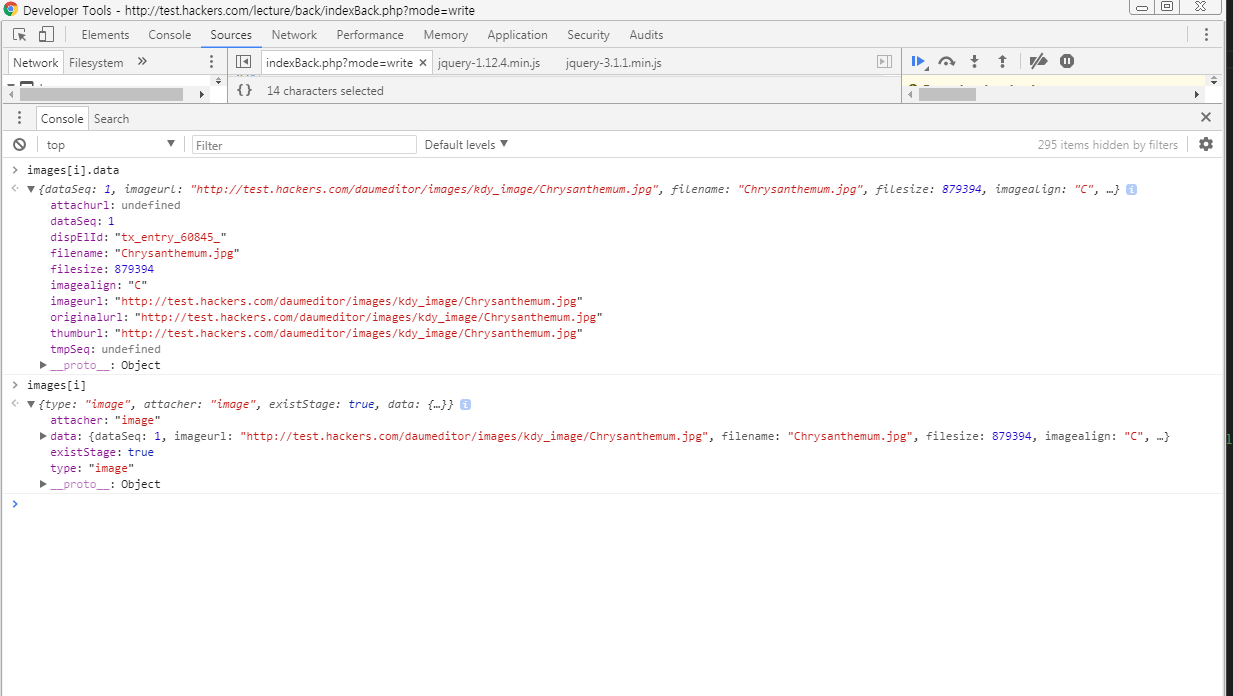 Developer Tools - http://test.hackers.com/lecture/back/indexBack.php?mode=write
Elements Console Sources Network Performance Memory Application Security Audits
Network Filesystem » indexBack.php?mode=write × jquery-1.12.4.min.js jquery-3.1.1.min.js
{} 14 characters selected
Console Search
top Filter Default levels 295 items hidden by filters
> images[i].data
{dataSeq: 1, imageurl: "http://test.hackers.com/daumeditor/images/kdy_image/Chrysanthemum.jpg", filename: "Chrysanthemum.jpg", filesize: 879394, imagealign: "C", …}
attachurl: undefined
dataSeq: 1
dispElId: "tx_entry_60845_"
filename: "Chrysanthemum.jpg"
filesize: 879394
imagealign: "C"
imageurl: "http://test.hackers.com/daumeditor/images/kdy_image/Chrysanthemum.jpg"
originalurl: "http://test.hackers.com/daumeditor/images/kdy_image/Chrysanthemum.jpg"
thumburl: "http://test.hackers.com/daumeditor/images/kdy_image/Chrysanthemum.jpg"
tmpSeq: undefined
__proto__: Object
> images[i]
{type: "image", attacher: "image", existStage: true, data: {…}}
attacher: "image"
data: {dataSeq: 1, imageurl: "http://test.hackers.com/daumeditor/images/kdy_image/Chrysanthemum.jpg", filename: "Chrysanthemum.jpg", filesize: 879394, imagealign: "C", …}
existStage: true
type: "image"
__proto__: Object
>